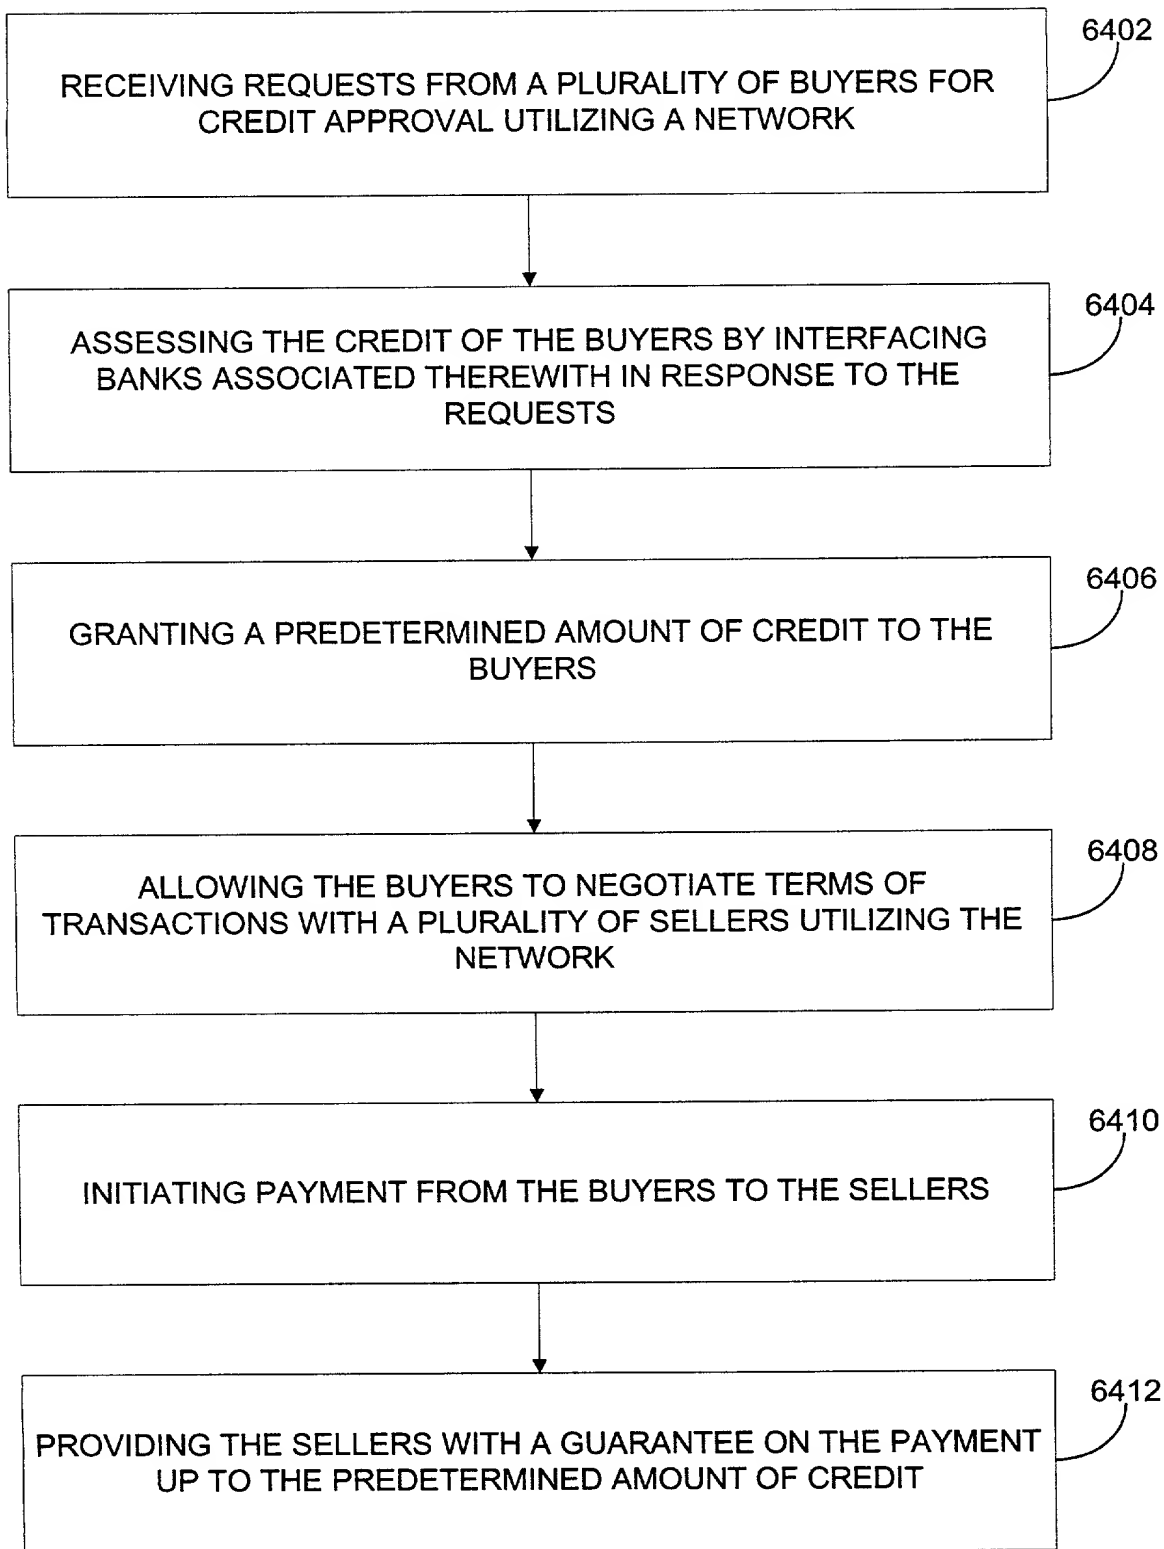 6402
RECEIVING REQUESTS FROM A PLURALITY OF BUYERS FOR
CREDIT APPROVAL UTILIZING A NETWORK
6404
ASSESSING THE CREDIT OF THE BUYERS BY INTERFACING
BANKS ASSOCIATED THEREWITH IN RESPONSE TO THE
REQUESTS
6406
GRANTING A PREDETERMINED AMOUNT OF CREDIT TO THE
BUYERS
6408
ALLOWING THE BUYERS TO NEGOTIATE TERMS OF
TRANSACTIONS WITH A PLURALITY OF SELLERS UTILIZING THE
NETWORK
6410
INITIATING PAYMENT FROM THE BUYERS TO THE SELLERS
6412
PROVIDING THE SELLERS WITH A GUARANTEE ON THE PAYMENT
UP TO THE PREDETERMINED AMOUNT OF CREDIT